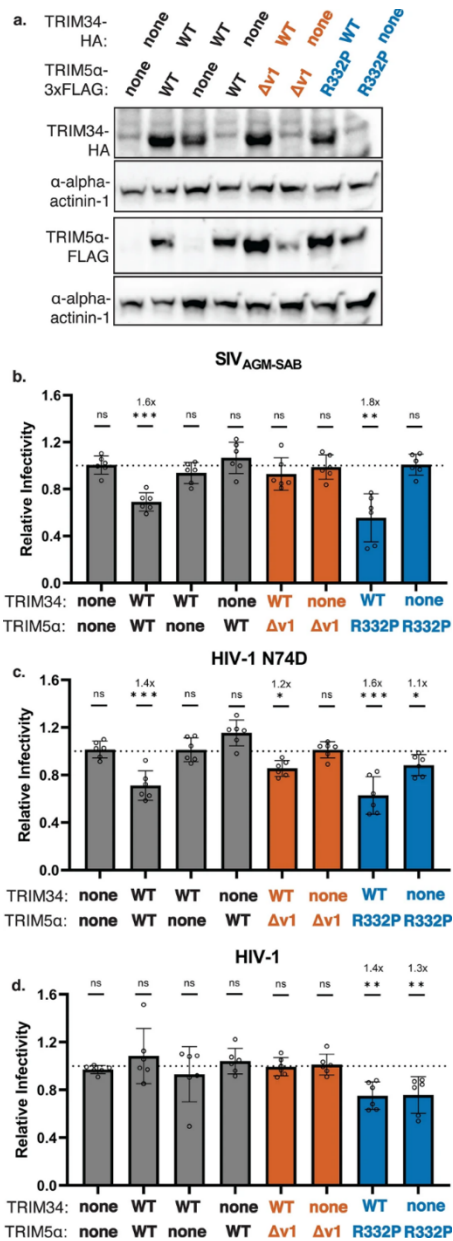 a.
TRIM34-
HA:
none WT WT none WT none WT none
TRIM5α-
3xFLAG:
none WT none WT Δv1 Δv1 R332P R332P
TRIM34-
HA
α-alpha-
actinin-1
TRIM5α-
FLAG
α-alpha-
actinin-1
b.
SIVAGM-SAB
Relative Infectivity
1.6
1.2
0.8
0.4
0.0
1.6x 1.8x
ns *** ns ns ns ns ** ns
TRIM34: none WT WT none WT none WT none
TRIM5α: none WT none WT Δv1 Δv1 R332P R332P
c.
HIV-1 N74D
Relative Infectivity
1.6
1.2
0.8
0.4
0.0
1.4x 1.2x 1.6x 1.1x
ns *** ns ns * ns *** *
TRIM34: none WT WT none WT none WT none
TRIM5α: none WT none WT Δv1 Δv1 R332P R332P
d.
HIV-1
Relative Infectivity
1.6
1.2
0.8
0.4
0.0
1.4x 1.3x
ns ns ns ns ns ns ** **
TRIM34: none WT WT none WT none WT none
TRIM5α: none WT none WT Δv1 Δv1 R332P R332P